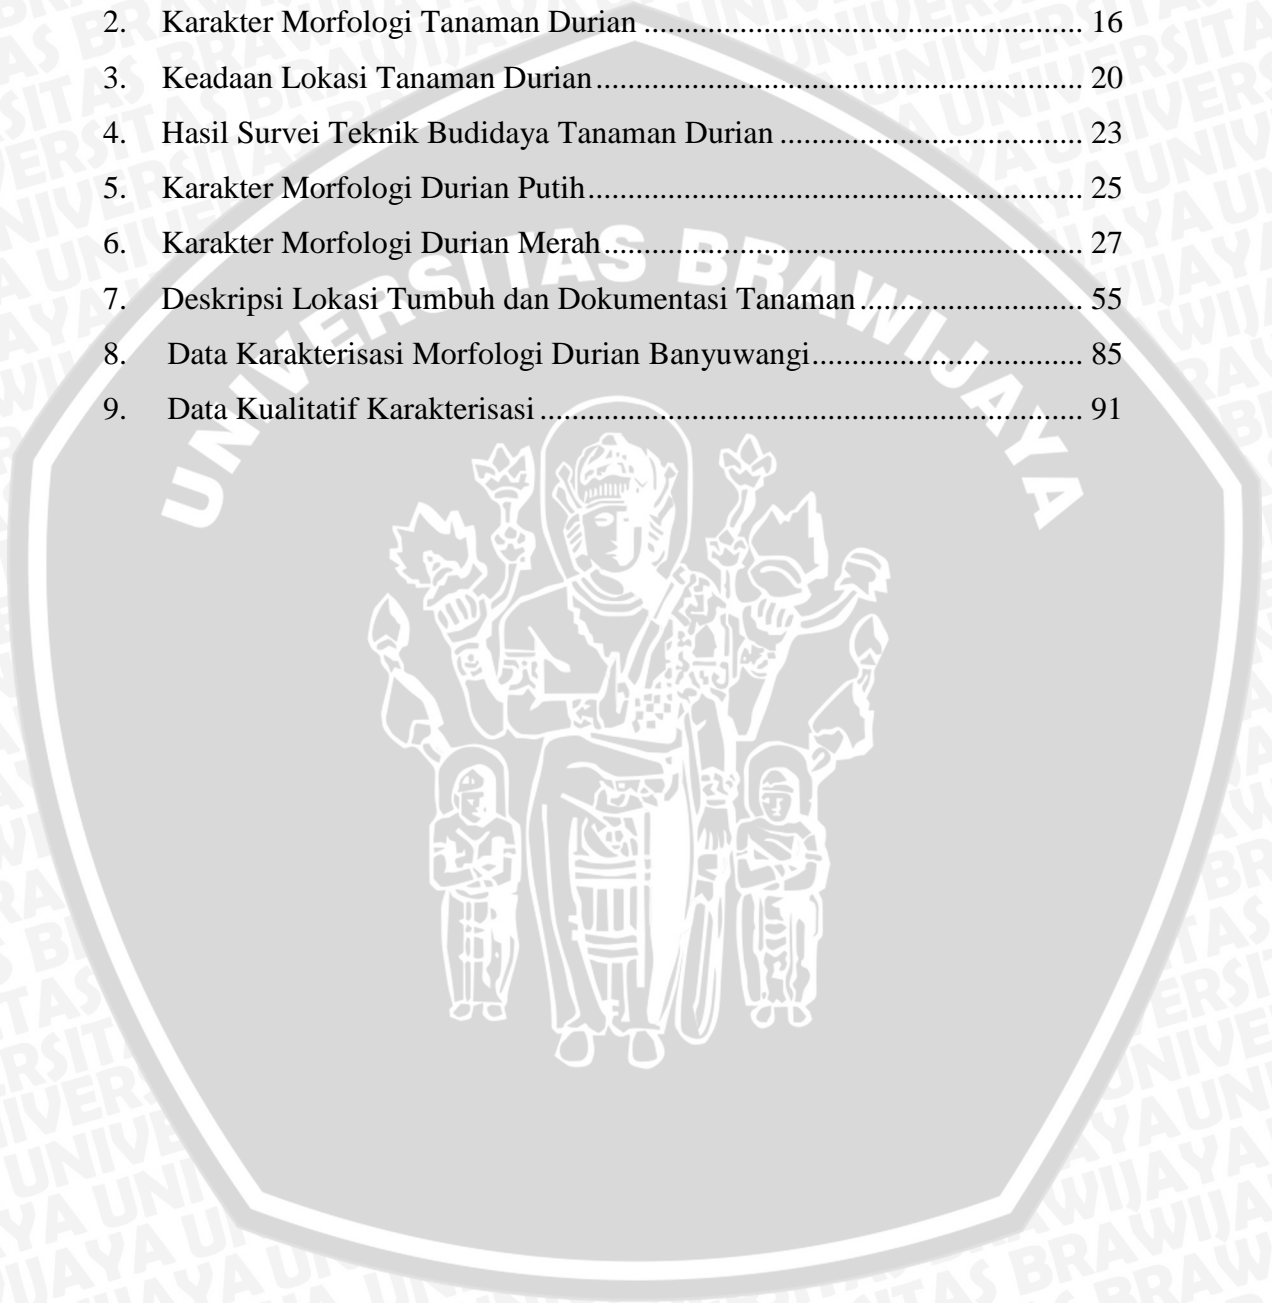 2. Karakter Morfologi Tanaman Durian ....................................................... 16
3. Keadaan Lokasi Tanaman Durian ............................................................. 20
4. Hasil Survei Teknik Budidaya Tanaman Durian ...................................... 23
5. Karakter Morfologi Durian Putih .............................................................. 25
6. Karakter Morfologi Durian Merah ............................................................ 27
7. Deskripsi Lokasi Tumbuh dan Dokumentasi Tanaman ............................ 55
8. Data Karakterisasi Morfologi Durian Banyuwangi .................................. 85
9. Data Kualitatif Karakterisasi .................................................................... 91
UNIVERSITAS BRAWIJAYA